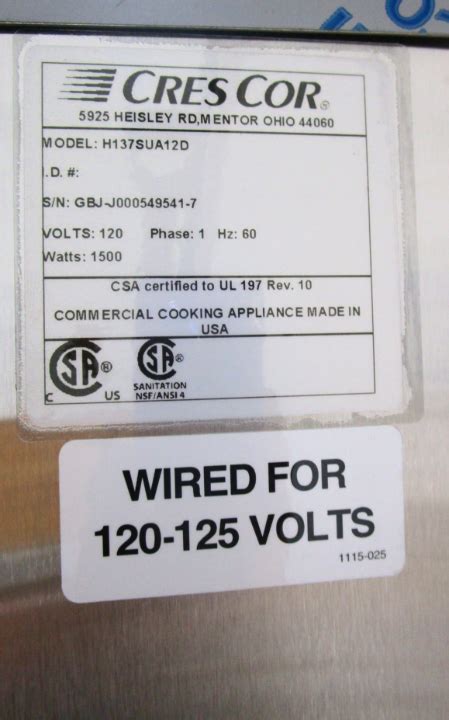 CRES COR®
5925 HEISLEY RD,MENTOR OHIO 44060
MODEL: H137SUA12D
I.D. #:
S/N: GBJ-J000549541-7
VOLTS: 120 Phase: 1 Hz: 60
Watts: 1500
CSA certified to UL 197 Rev. 10
COMMERCIAL COOKING APPLIANCE MADE IN
USA
SA® SA®
C US SANITATION
NSF/ANSI 4
WIRED FOR
120-125 VOLTS
1115-025